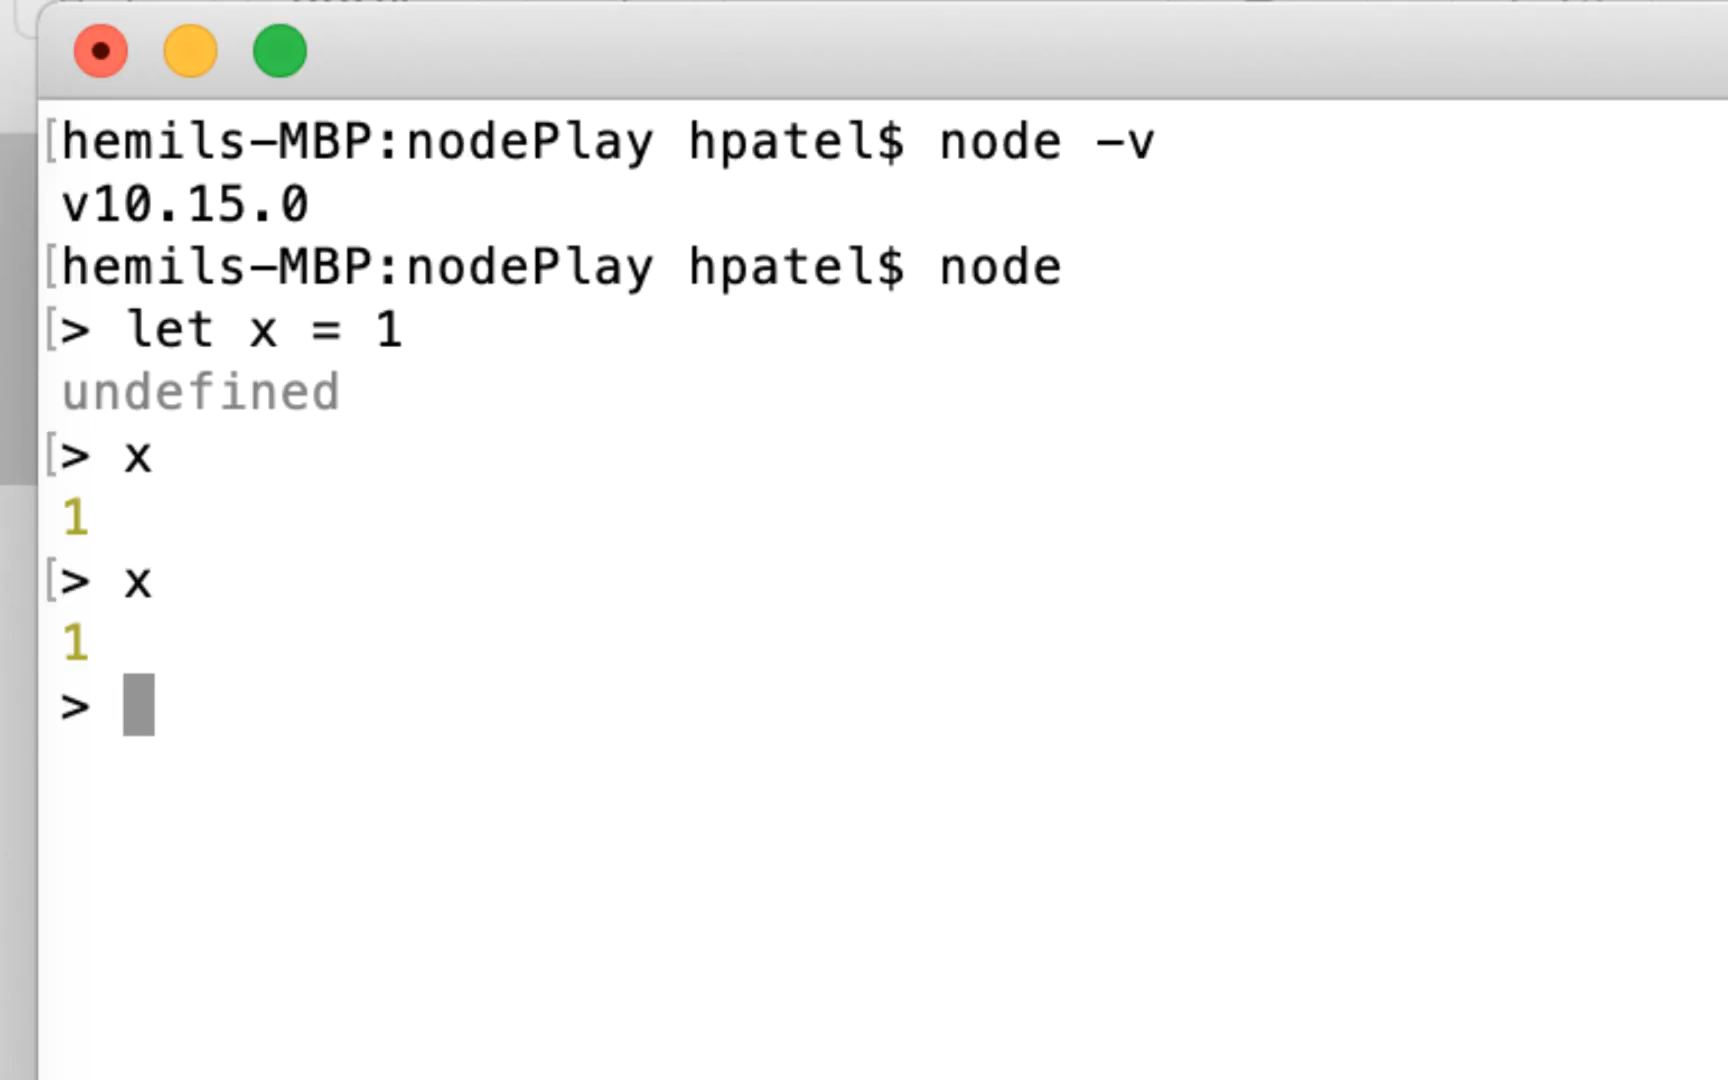 [hemils-MBP:nodePlay hpatel$ node -v
v10.15.0
[hemils-MBP:nodePlay hpatel$ node
[> let x = 1
undefined
[> x
1
[> x
1
>